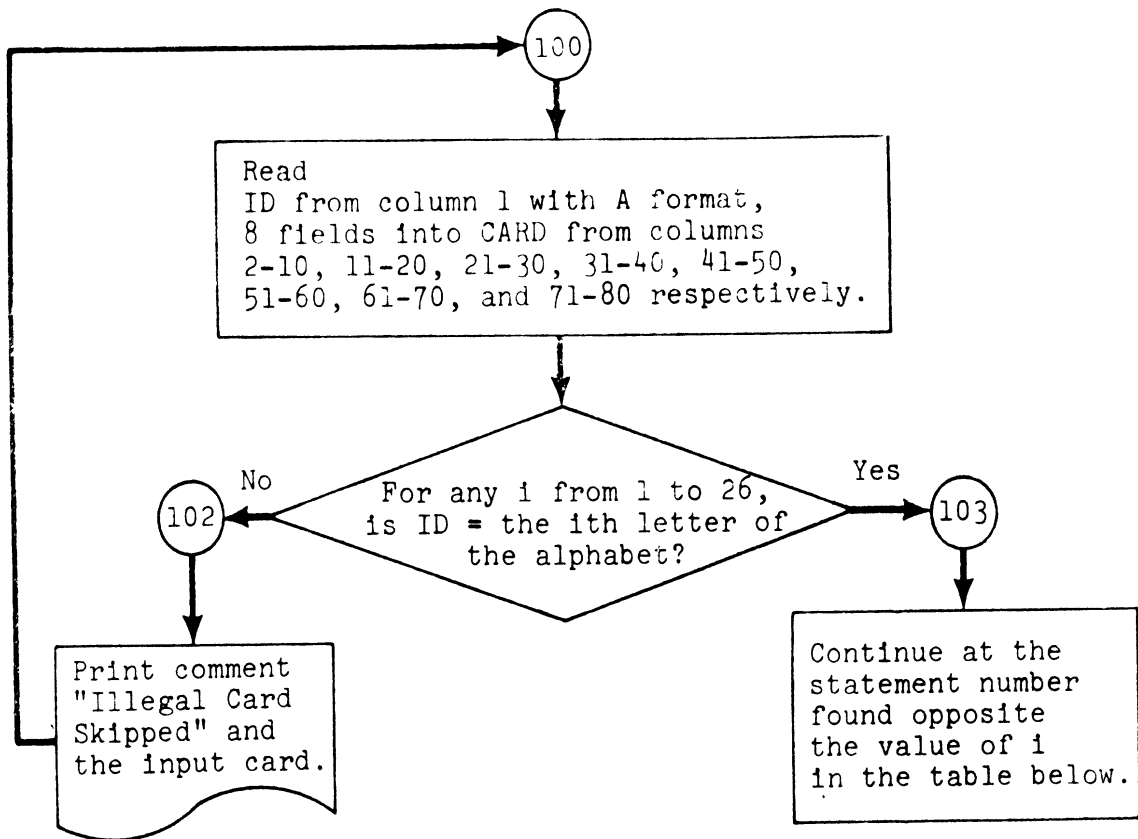 100
Read
ID from column 1 with A format,
8 fields into CARD from columns
2-10, 11-20, 21-30, 31-40, 41-50,
51-60, 61-70, and 71-80 respectively.
No
Yes
For any i from 1 to 26,
is ID = the ith letter of
the alphabet?
102
103
Print comment
"Illegal Card
Skipped" and
the input card.
Continue at the
statement number
found opposite
the value of i
in the table below.